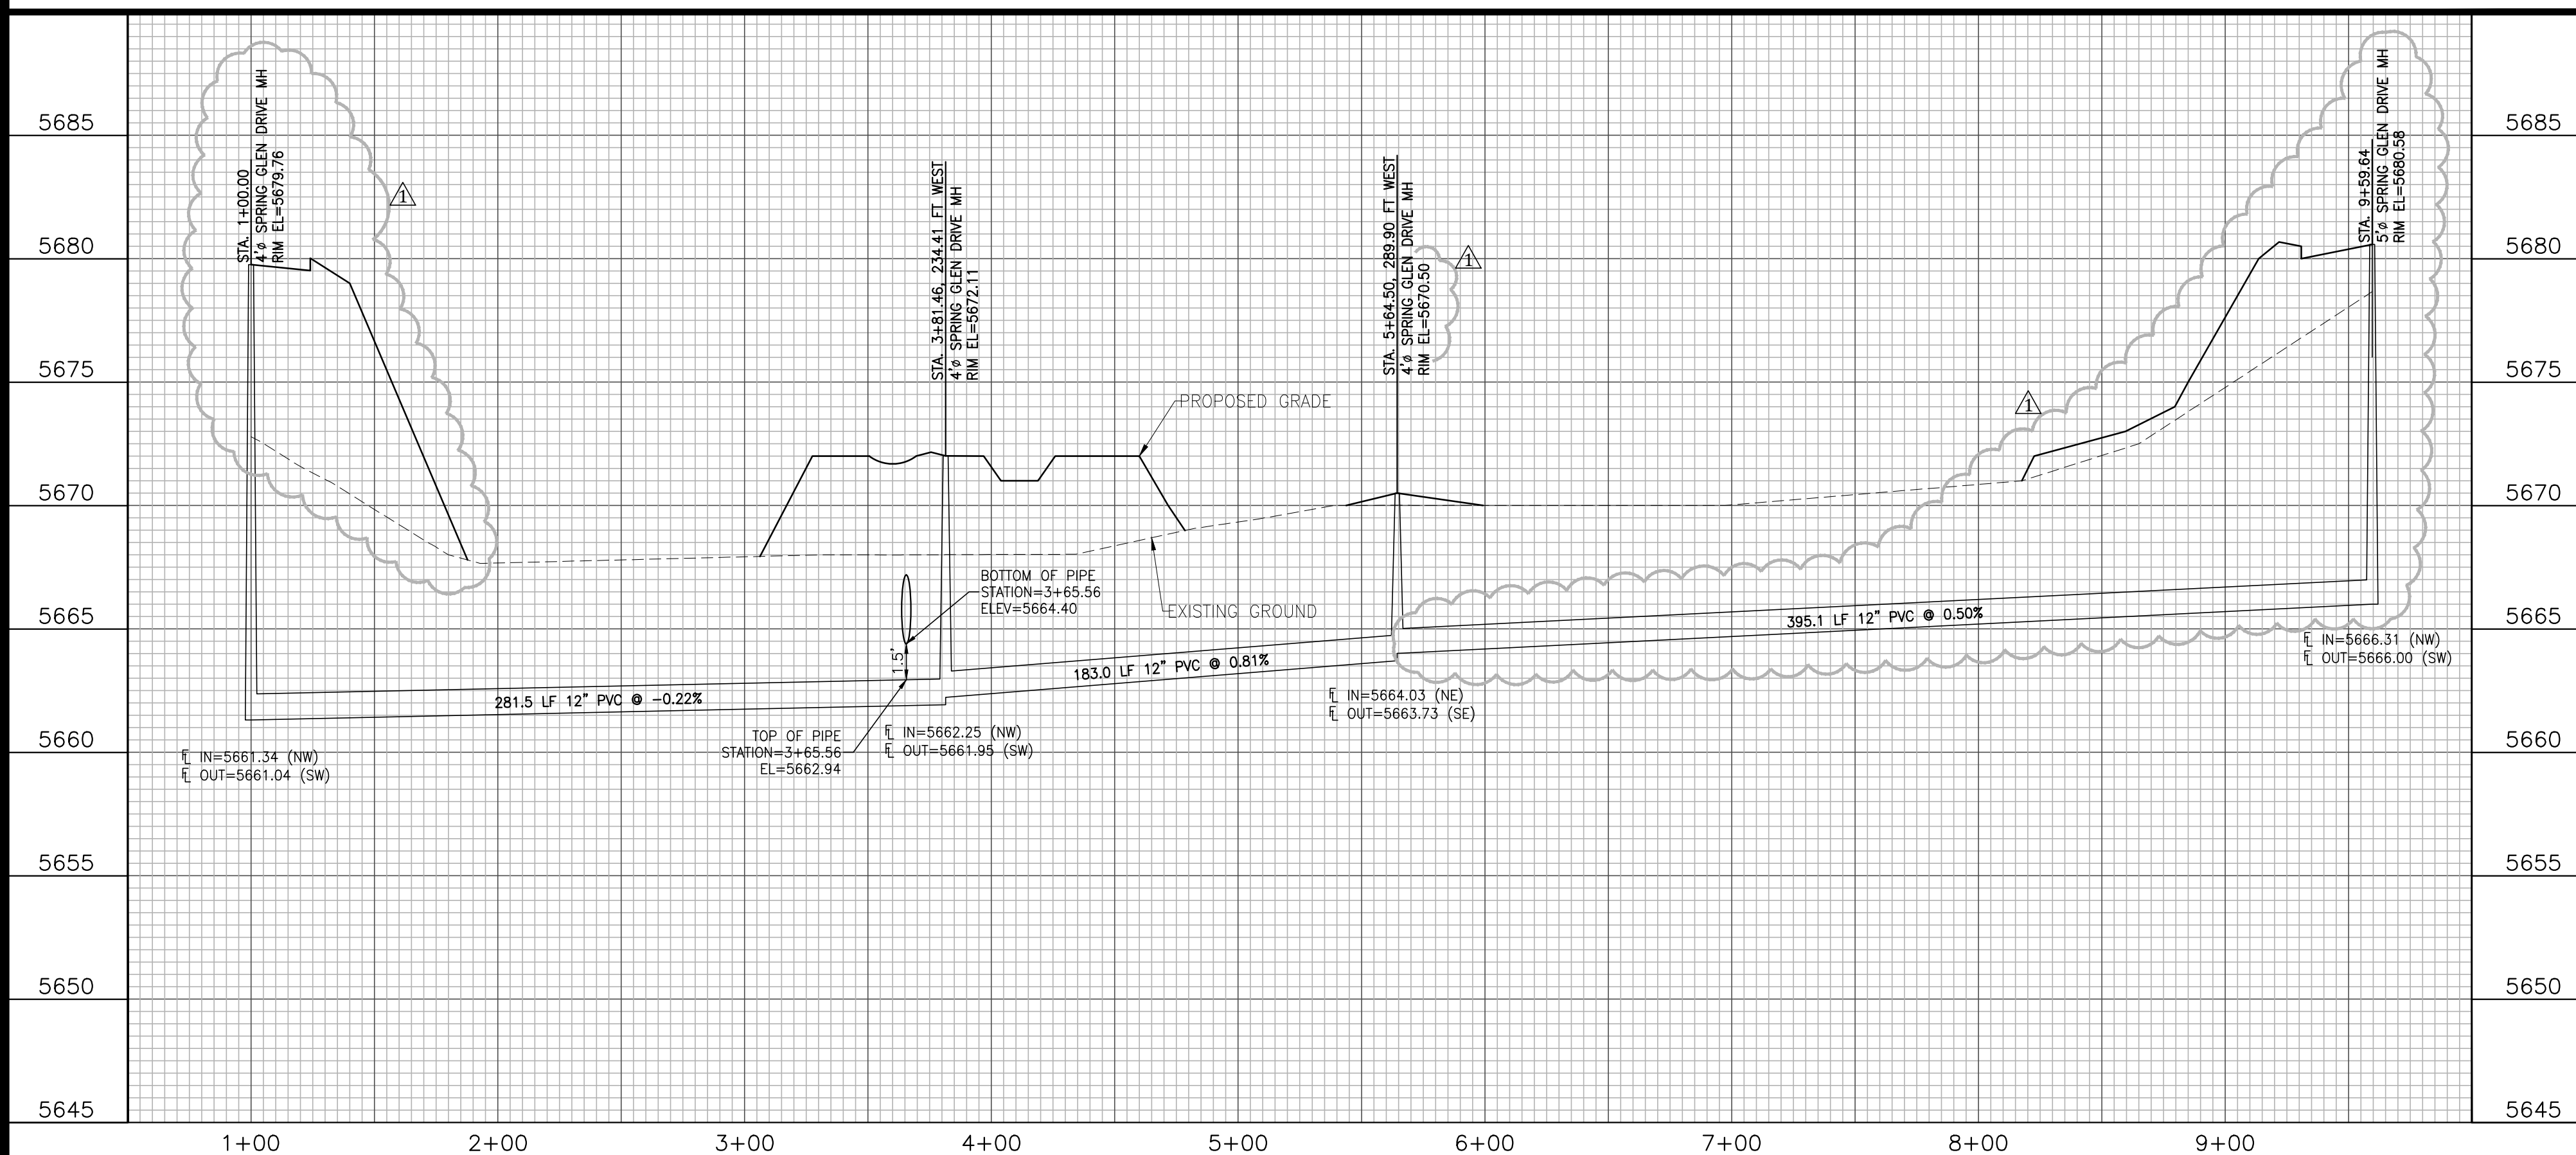 STA. 1+00.00
4'ø SPRING GLEN DRIVE MH
RIM EL=5679.76
1
STA. 3+81.46, 234.41 FT WEST
4'ø SPRING GLEN DRIVE MH
RIM EL=5672.11
STA. 5+64.50, 289.90 FT WEST
4'ø SPRING GLEN DRIVE MH
RIM EL=5670.50
1
STA. 9+59.64
5'ø SPRING GLEN DRIVE MH
RIM EL=5680.58
1
5685
5680
5675
5670
5665
5660
5655
5650
5645
5685
5680
5675
5670
5665
5660
5655
5650
5645
PROPOSED GRADE
BOTTOM OF PIPE
STATION=3+65.56
ELEV=5664.40
EXISTING GROUND
1.5'
281.5 LF 12" PVC @ -0.22%
183.0 LF 12" PVC @ 0.81%
395.1 LF 12" PVC @ 0.50%
FL IN=5661.34 (NW)
FL OUT=5661.04 (SW)
TOP OF PIPE
STATION=3+65.56
EL=5662.94
FL IN=5662.25 (NW)
FL OUT=5661.95 (SW)
FL IN=5664.03 (NE)
FL OUT=5663.73 (SE)
FL IN=5666.31 (NW)
FL OUT=5666.00 (SW)
1+00 2+00 3+00 4+00 5+00 6+00 7+00 8+00 9+00